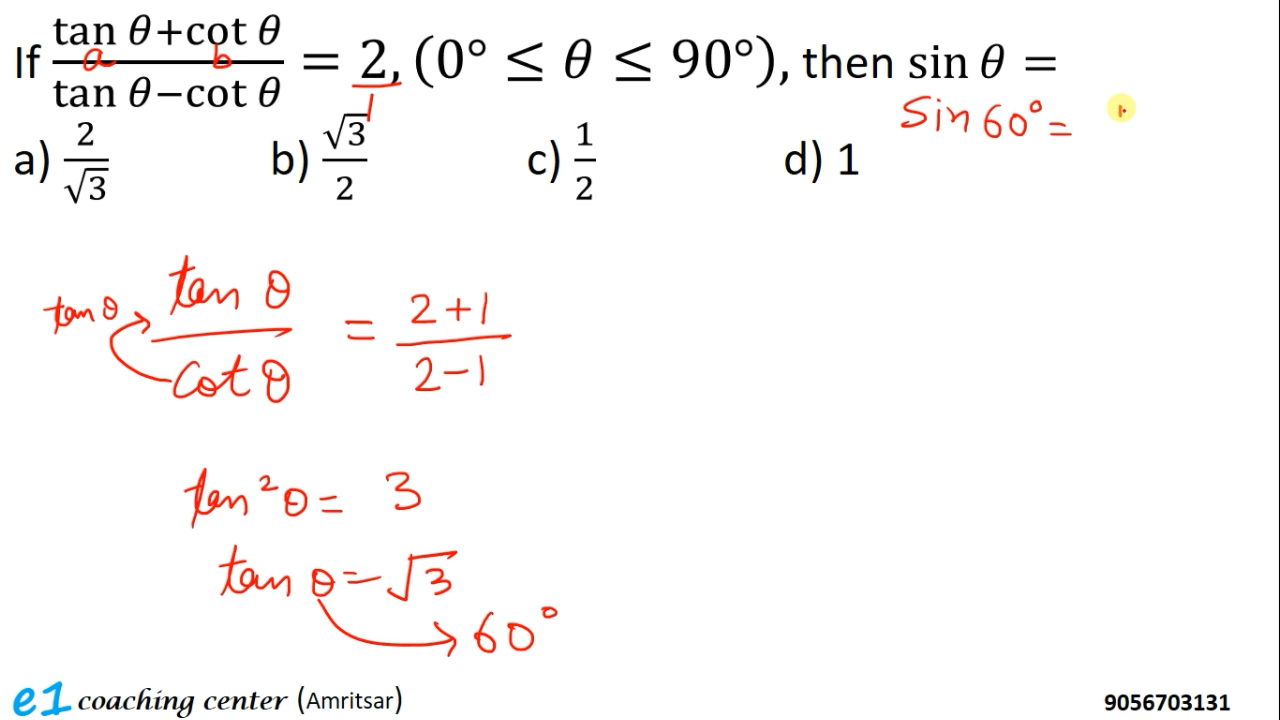 If (tan θ+cot θ)/(tan θ−cot θ) = 2, (0° ≤ θ ≤ 90°), then sin θ =
a b
1
Sin 60° =
a) 2/√3 b) √3/2 c) 1/2 d) 1
tan θ
tan θ / cot θ = 2+1 / 2−1
tan²θ = 3
tan θ = √3
60°
e1 coaching center (Amritsar)
9056703131